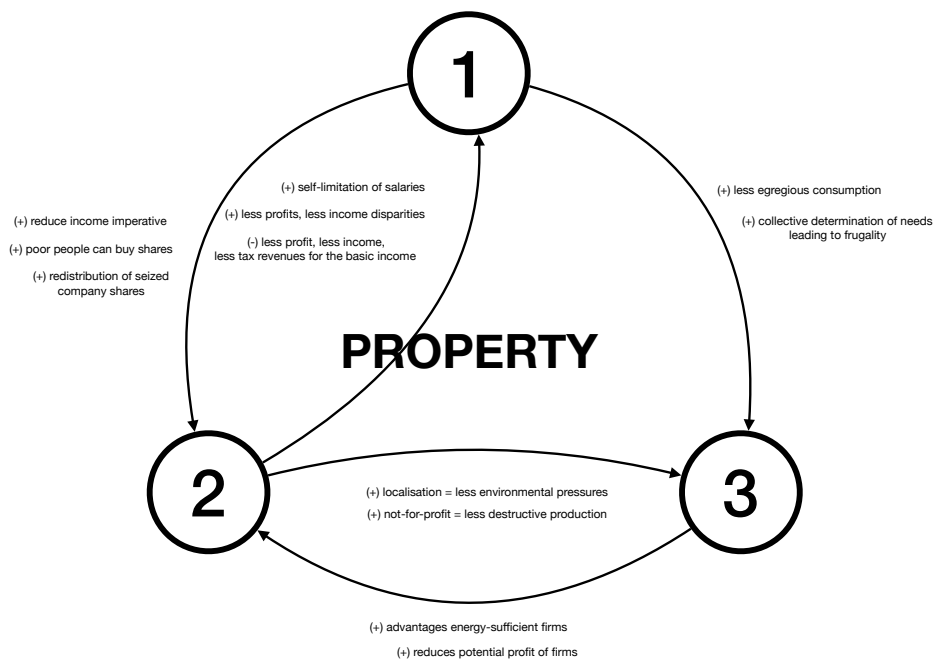 1
(+) self-limitation of salaries
(+) less profits, less income disparities
(-) less profit, less income,
less tax revenues for the basic income
(+) less egregious consumption
(+) collective determination of needs
leading to frugality
(+) reduce income imperative
(+) poor people can buy shares
(+) redistribution of seized
company shares
PROPERTY
2
3
(+) localisation = less environmental pressures
(+) not-for-profit = less destructive production
(+) advantages energy-sufficient firms
(+) reduces potential profit of firms